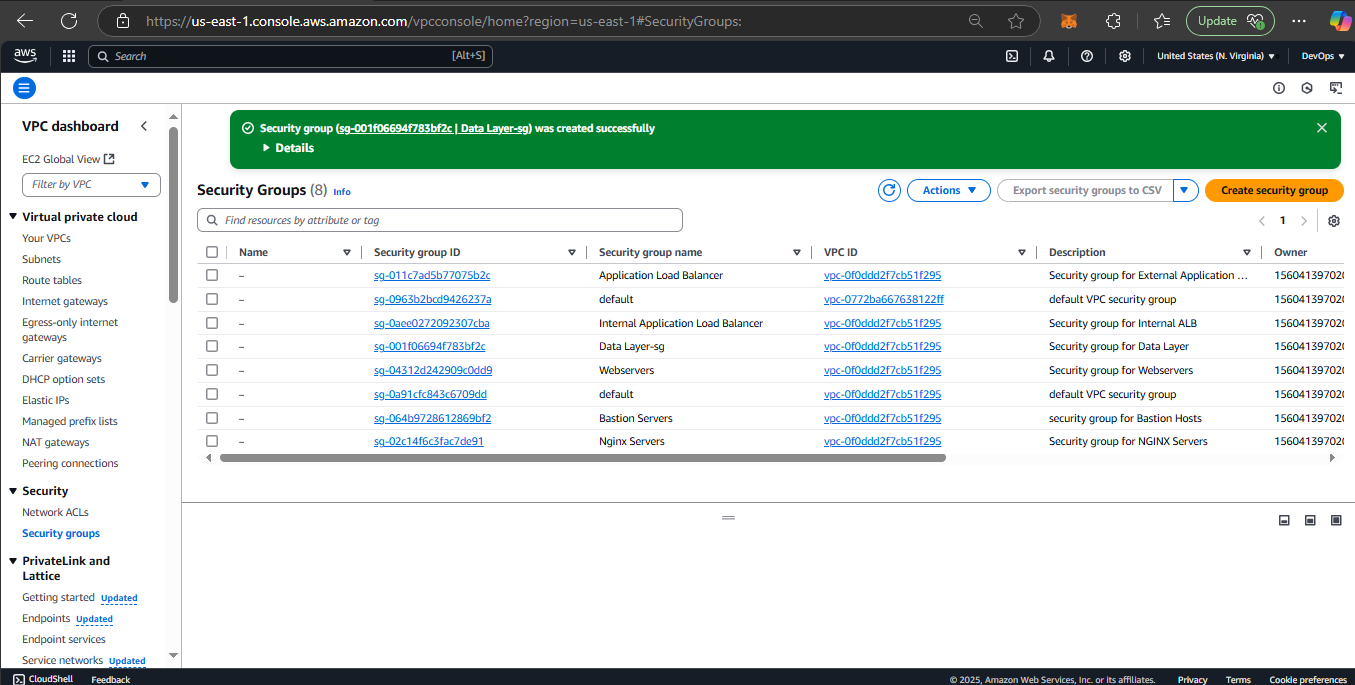 https://us-east-1.console.aws.amazon.com/vpcconsole/home?region=us-east-1#SecurityGroups:
Update
aws
Search
[Alt+S]
United States (N. Virginia)
DevOps
VPC dashboard
EC2 Global View
Filter by VPC
Virtual private cloud
Your VPCs
Subnets
Route tables
Internet gateways
Egress-only internet
gateways
Carrier gateways
DHCP option sets
Elastic IPs
Managed prefix lists
NAT gateways
Peering connections
Security
Network ACLs
Security groups
PrivateLink and
Lattice
Getting started Updated
Endpoints Updated
Endpoint services
Service networks Updated
Security group (sg-001f06694f783bf2c | Data Layer-sg) was created successfully
Details
Security Groups (8) Info
Actions
Export security groups to CSV
Create security group
Find resources by attribute or tag
1
Name Security group ID Security group name VPC ID Description Owner
– sg-011c7ad5b77075b2c Application Load Balancer vpc-0f0ddd2f7cb51f295 Security group for External Application ... 15604139702
– sg-0963b2bcd9426237a default vpc-0772ba667638122ff default VPC security group 15604139702
– sg-0aee0272092307cba Internal Application Load Balancer vpc-0f0ddd2f7cb51f295 Security group for Internal ALB 15604139702
– sg-001f06694f783bf2c Data Layer-sg vpc-0f0ddd2f7cb51f295 Security group for Data Layer 15604139702
– sg-04312d242909c0dd9 Webservers vpc-0f0ddd2f7cb51f295 Security group for Webservers 15604139702
– sg-0a91cfc843c6709dd default vpc-0f0ddd2f7cb51f295 default VPC security group 15604139702
– sg-064b9728612869bf2 Bastion Servers vpc-0f0ddd2f7cb51f295 security group for Bastion Hosts 15604139702
– sg-02c14f6c3fac7de91 Nginx Servers vpc-0f0ddd2f7cb51f295 Security group for NGINX Servers 15604139702
CloudShell
Feedback
© 2025, Amazon Web Services, Inc. or its affiliates.
Privacy
Terms
Cookie preferences